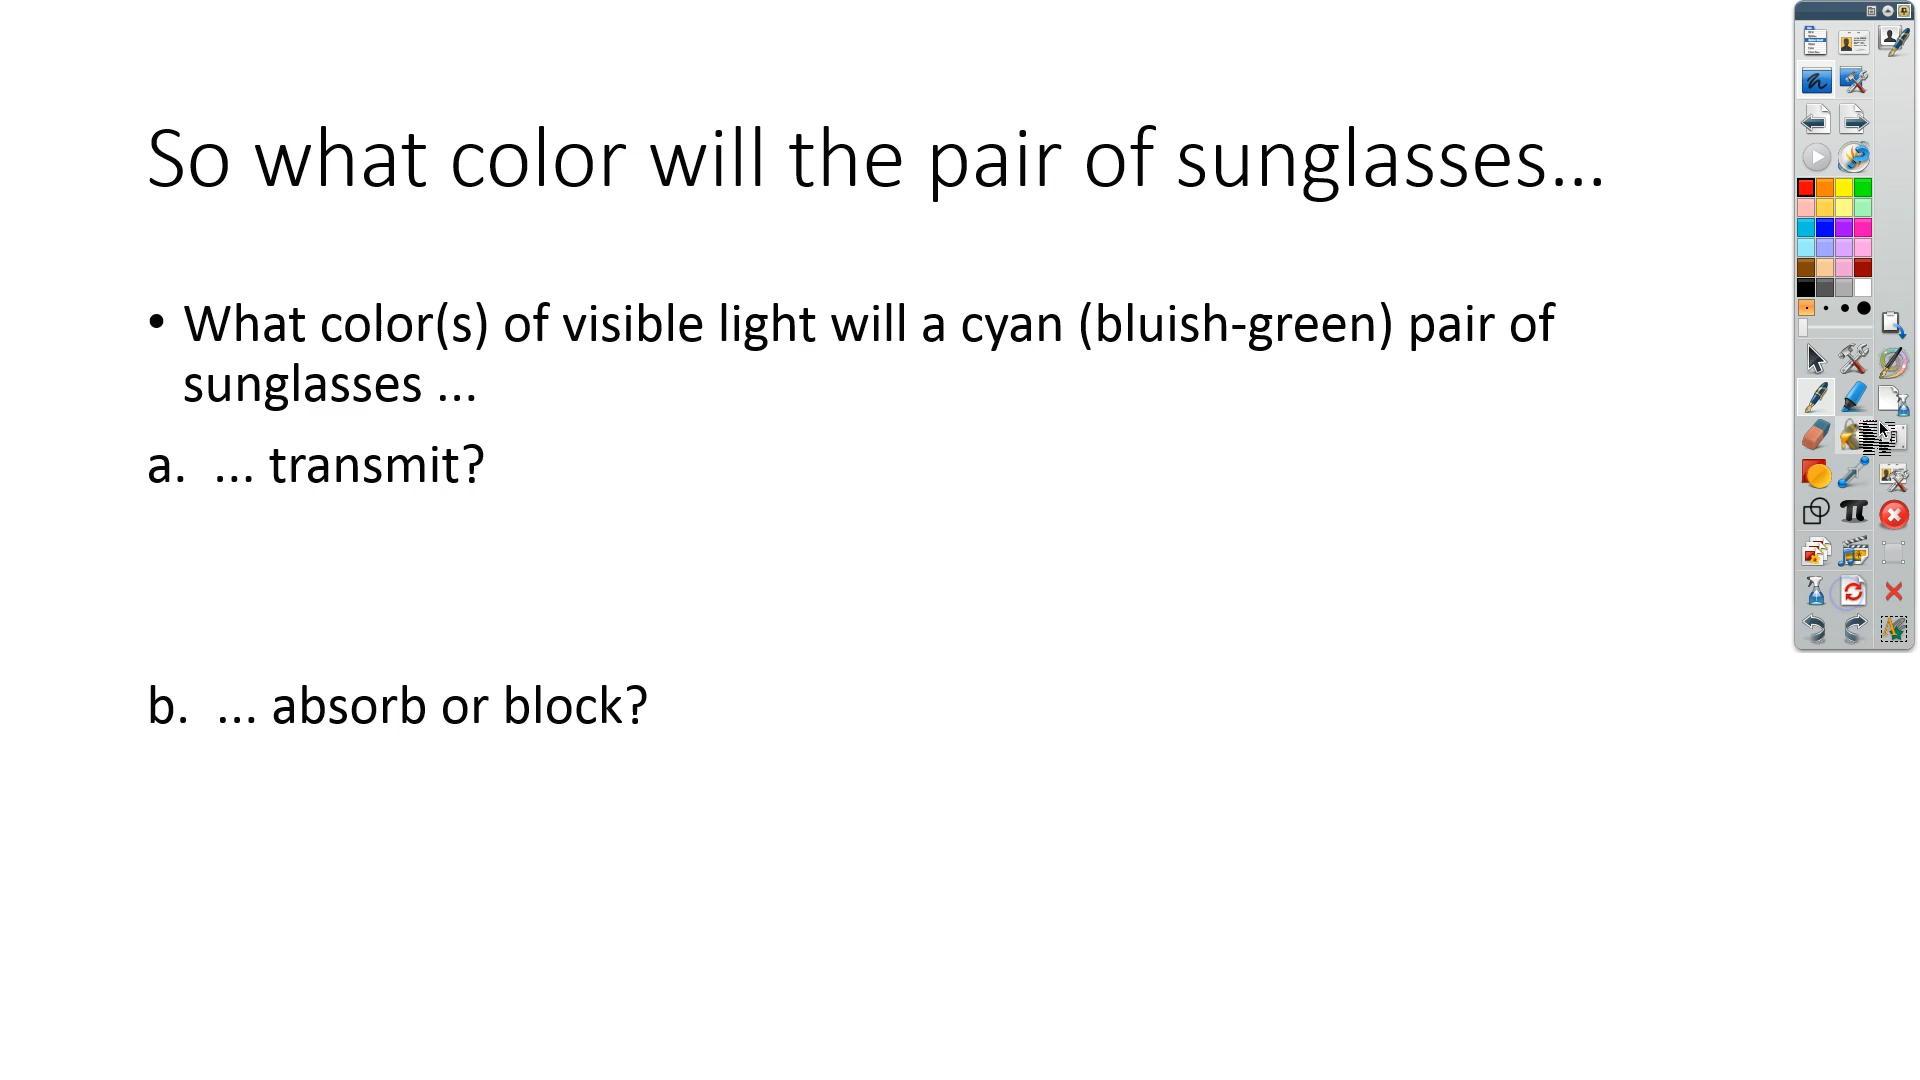 So what color will the pair of sunglasses...
• What color(s) of visible light will a cyan (bluish-green) pair of
sunglasses ...
a. ... transmit?
b. ... absorb or block?